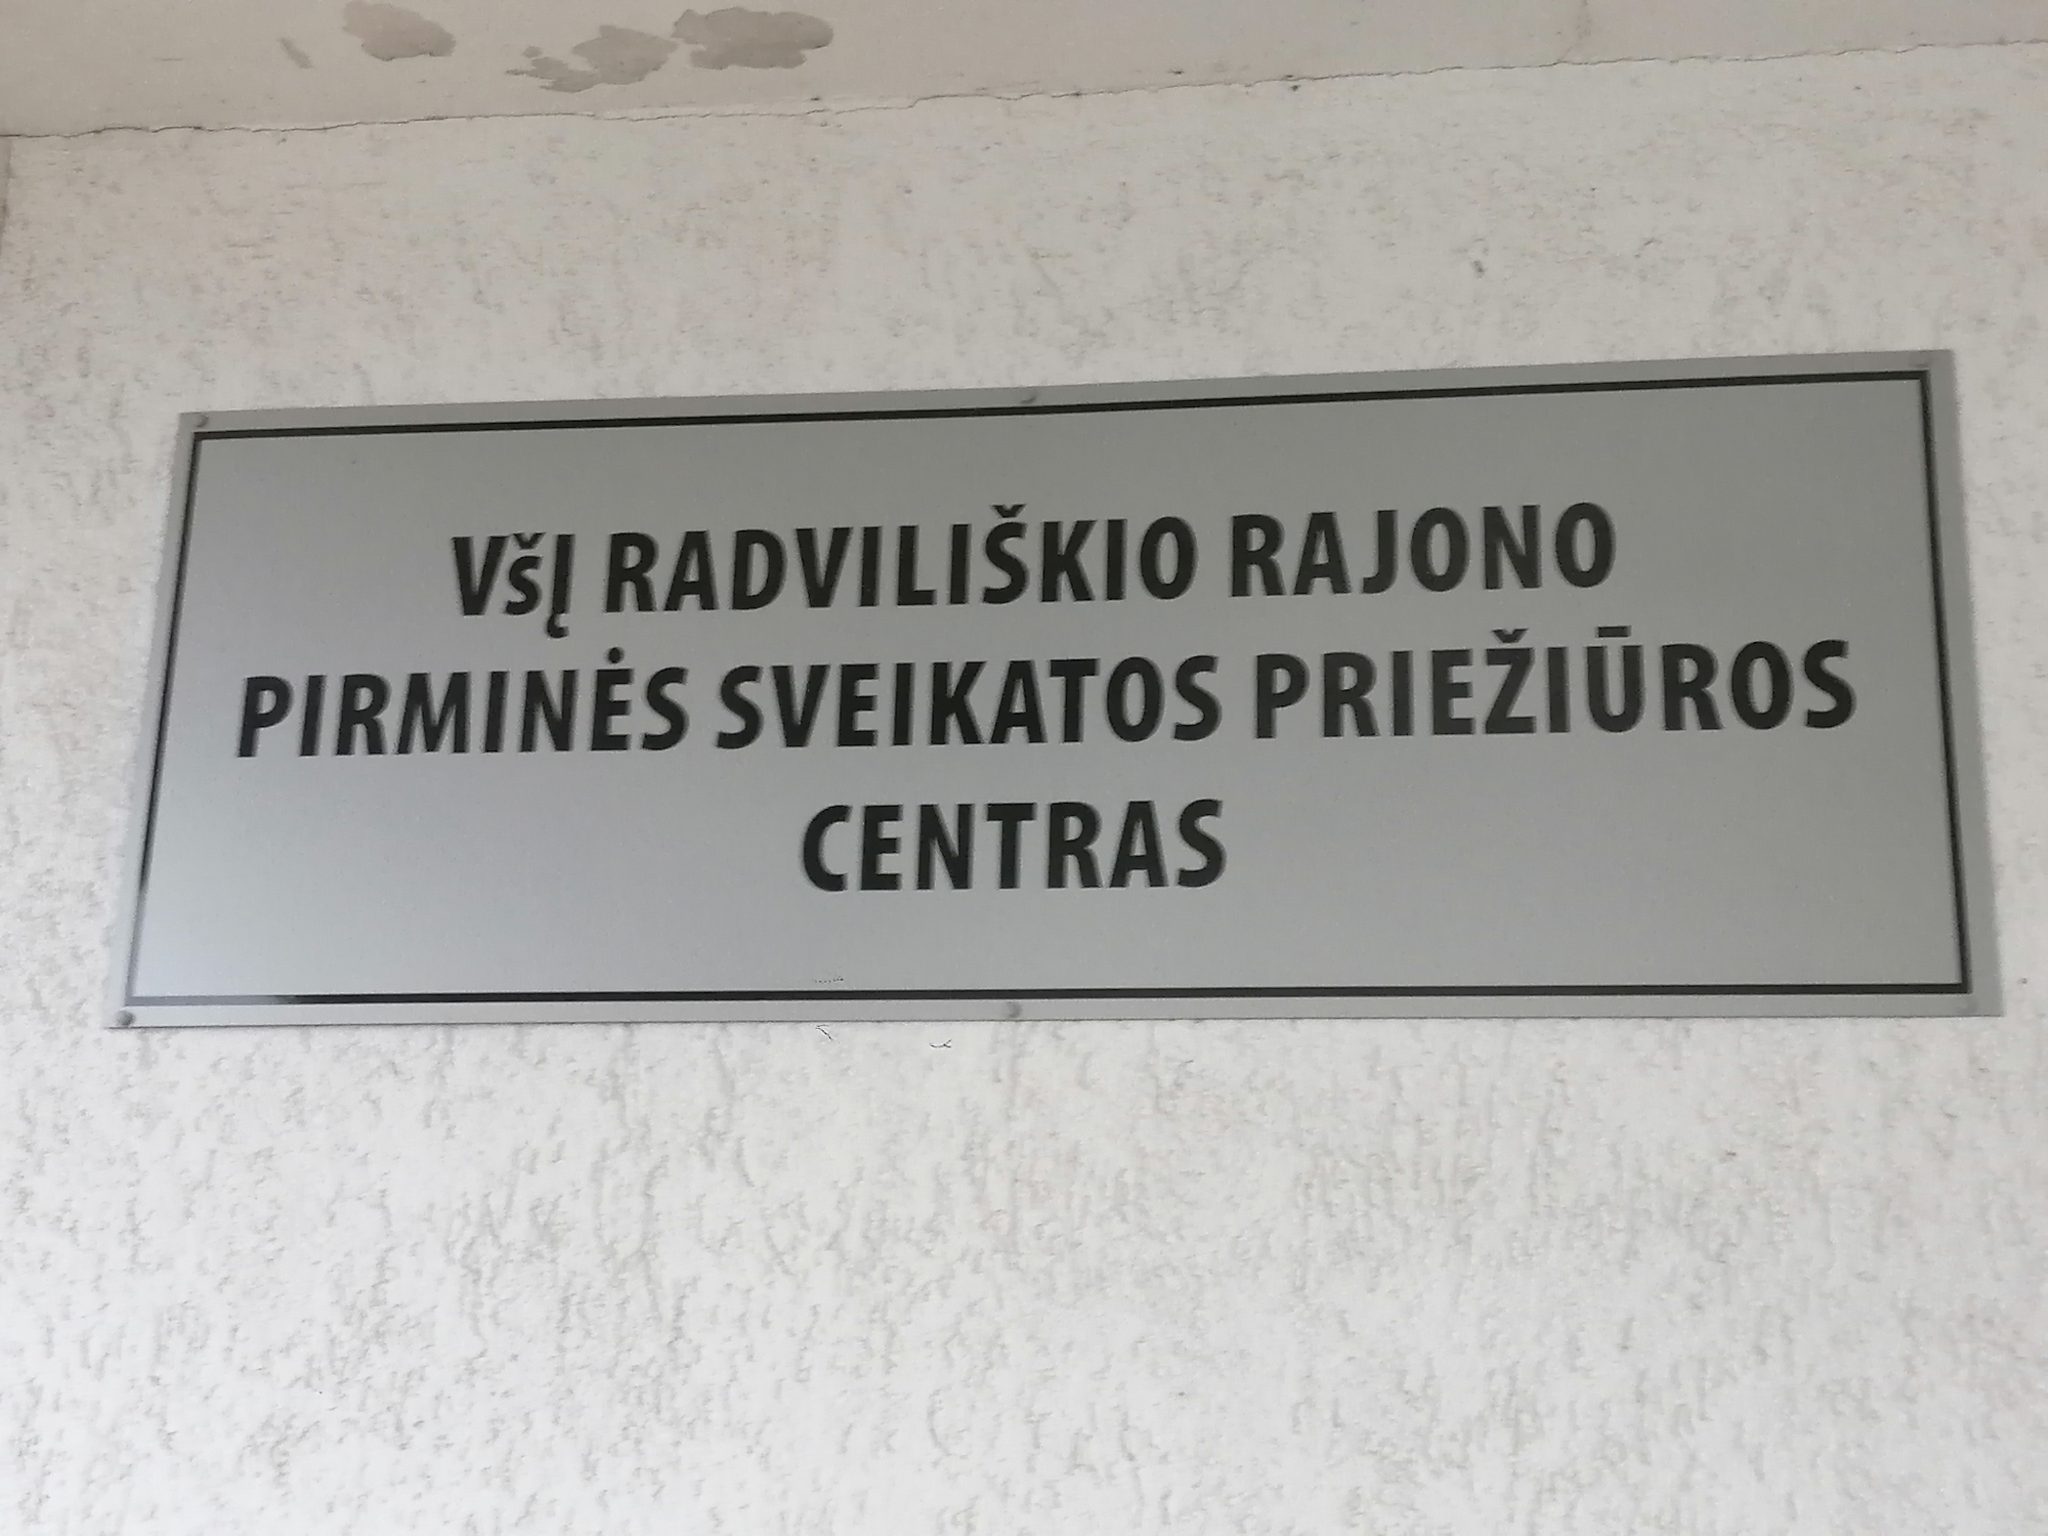 VšĮ RADVILIŠKIO RAJONO
PIRMINĖS SVEIKATOS PRIEŽIŪROS
CENTRAS